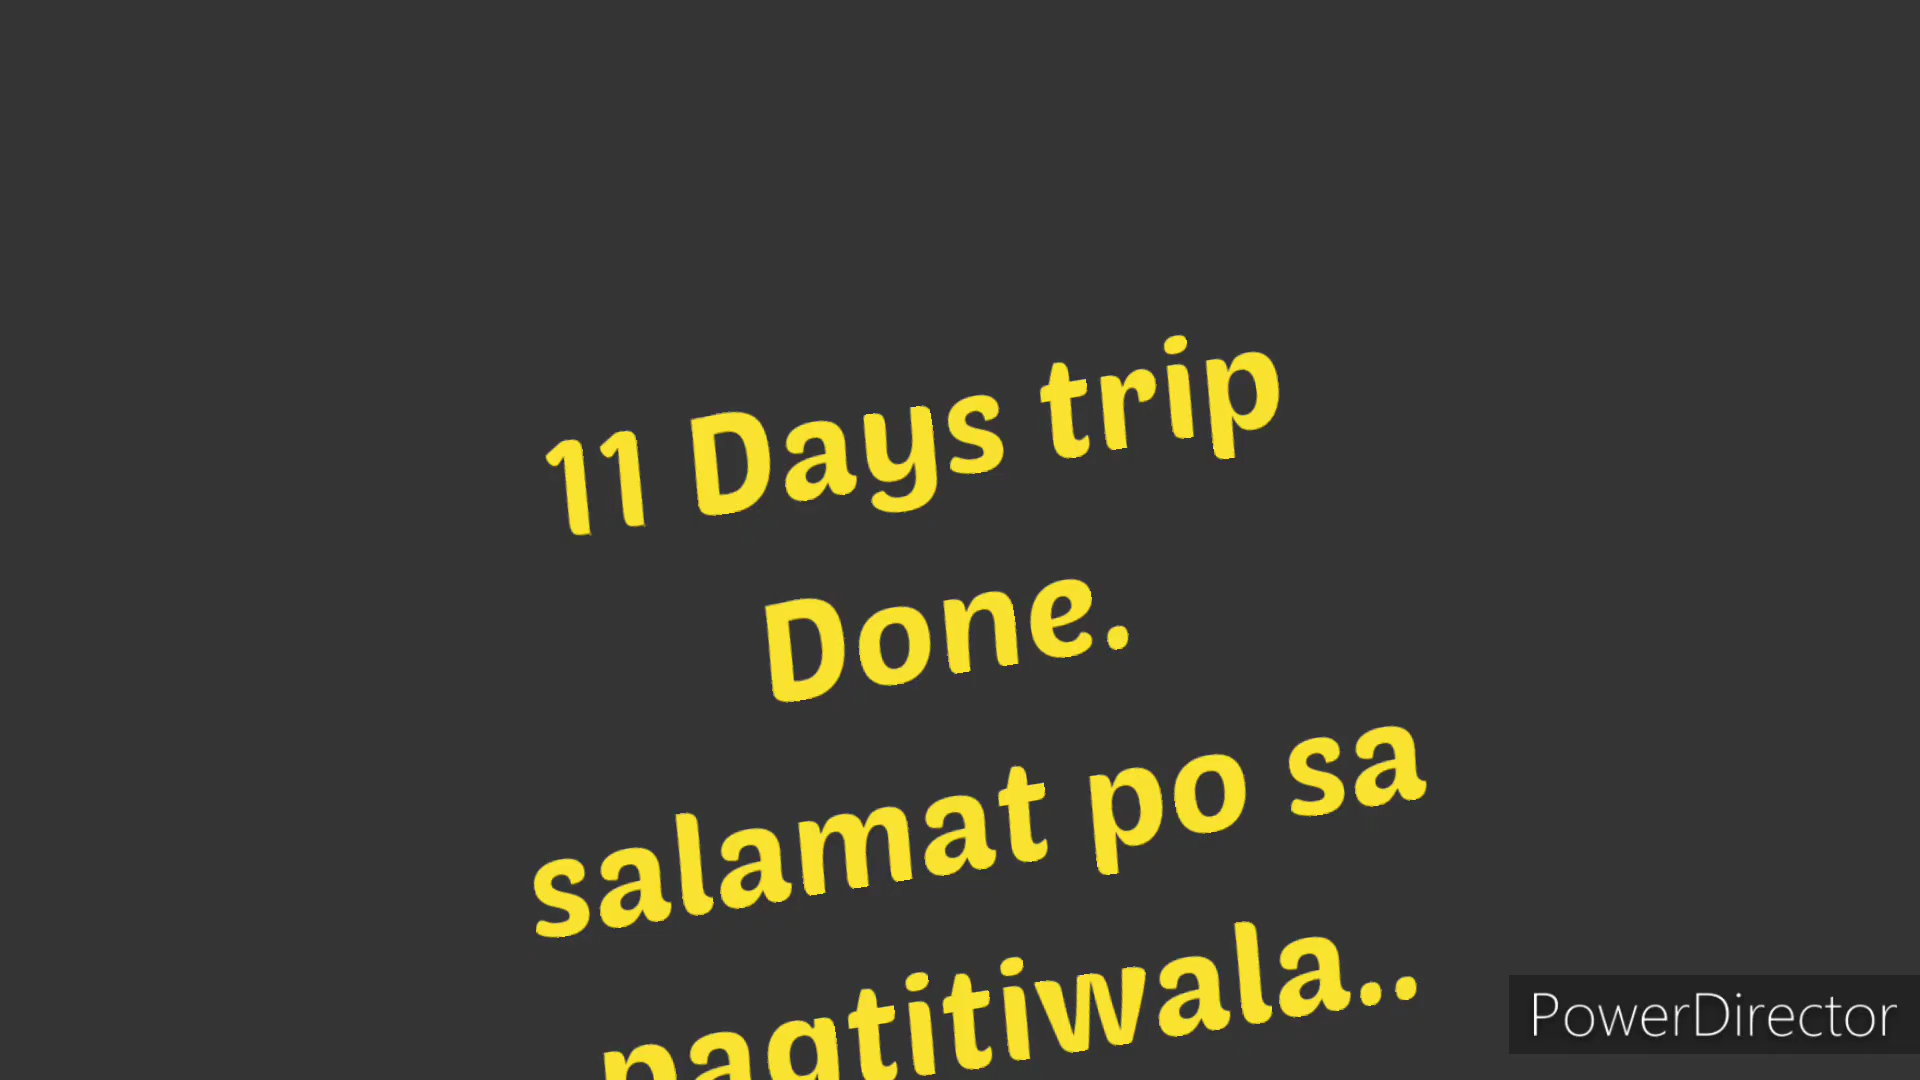 11 Days trip
Done.
salamat po sa
pagtitiwala..
PowerDirector